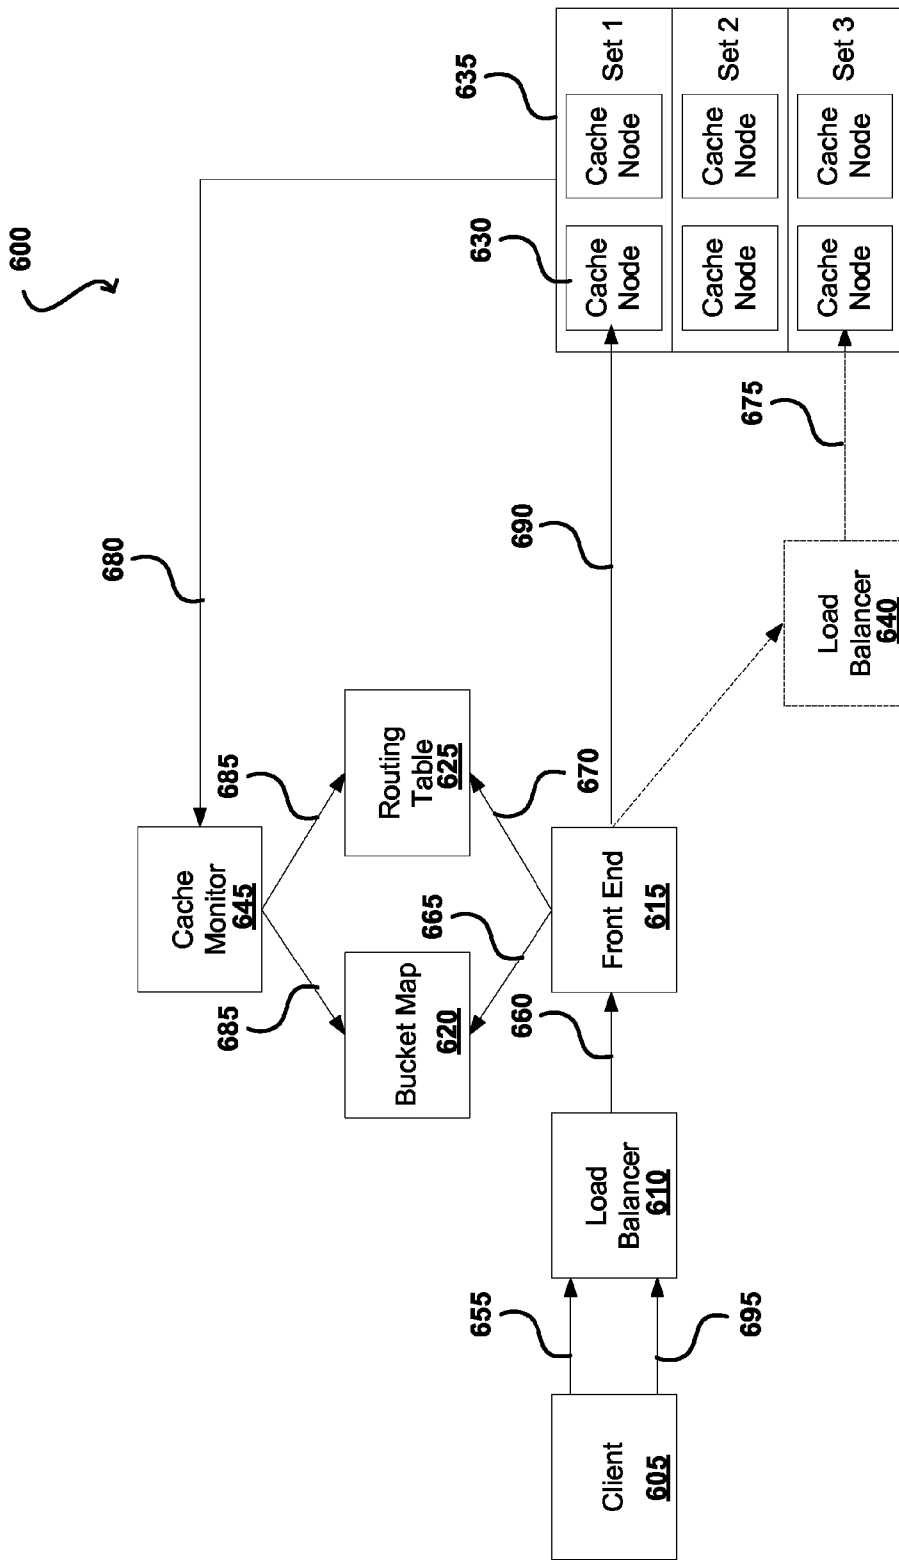 600
680
635
Cache
Monitor
645
685
685
630
Cache
Node
Cache
Node
Set 1
Cache
Node
Cache
Node
Set 2
Cache
Node
Cache
Node
Set 3
Bucket Map
620
Routing
Table
625
665
670
690
675
655
695
660
Client
605
Load
Balancer
610
Front End
615
Load
Balancer
640